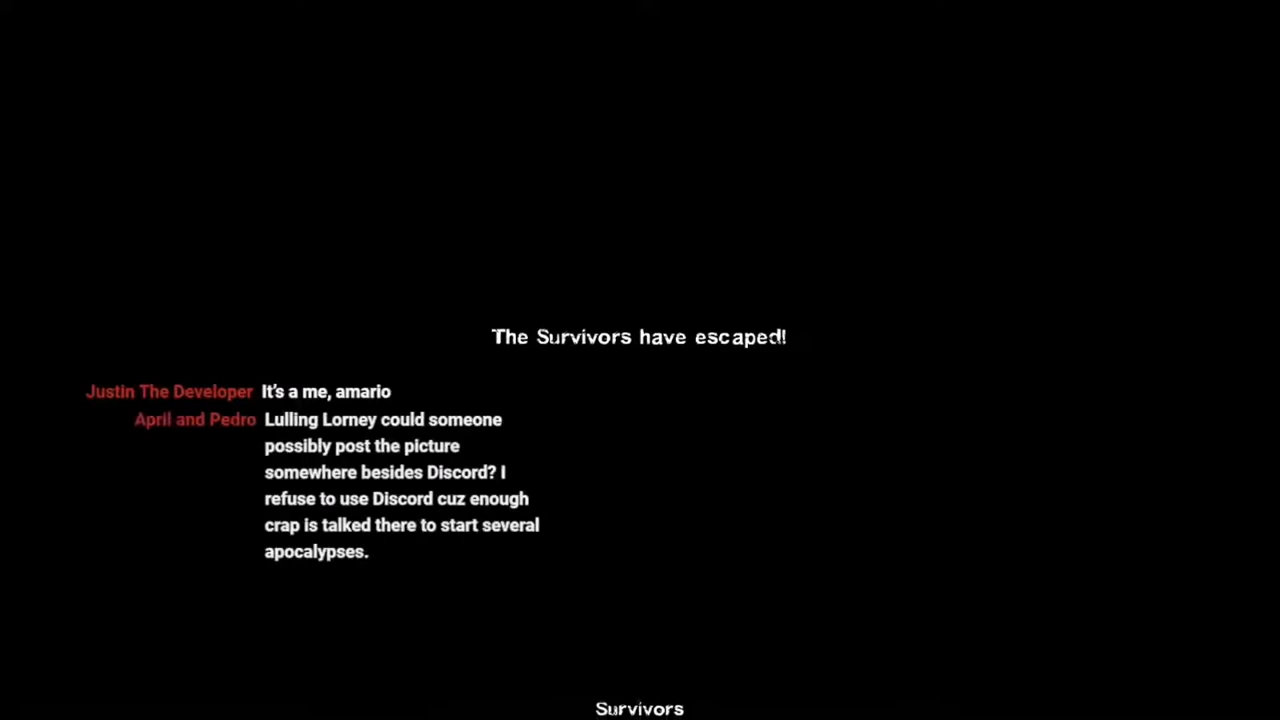 The Survivors have escaped!
Justin The Developer It's a me, amario
April and Pedro Lulling Lorney could someone
possibly post the picture
somewhere besides Discord? I
refuse to use Discord cuz enough
crap is talked there to start several
apocalypses.
Survivors